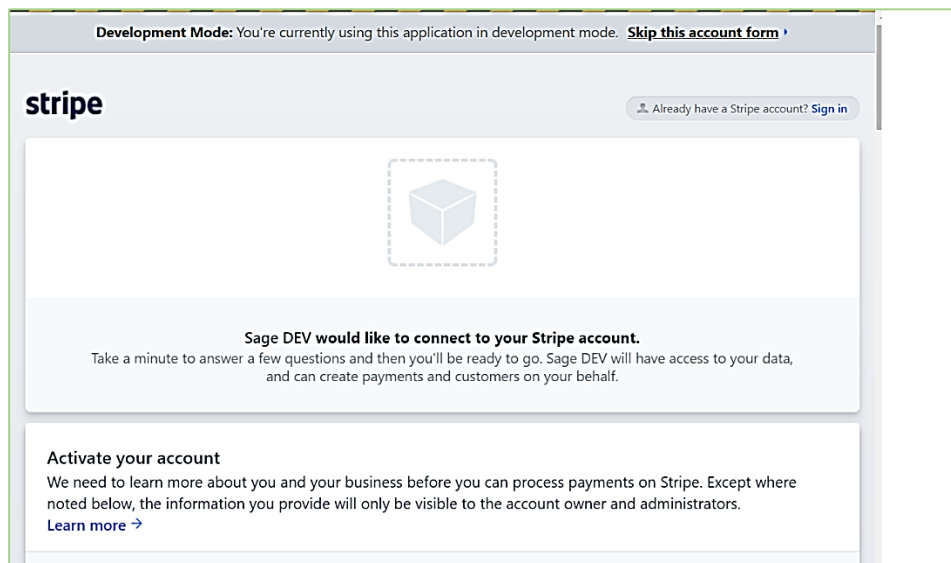 Development Mode: You're currently using this application in development mode. Skip this account form
stripe
Already have a Stripe account? Sign in
Sage DEV would like to connect to your Stripe account.
Take a minute to answer a few questions and then you'll be ready to go. Sage DEV will have access to your data,
and can create payments and customers on your behalf.
Activate your account
We need to learn more about you and your business before you can process payments on Stripe. Except where
noted below, the information you provide will only be visible to the account owner and administrators.
Learn more →